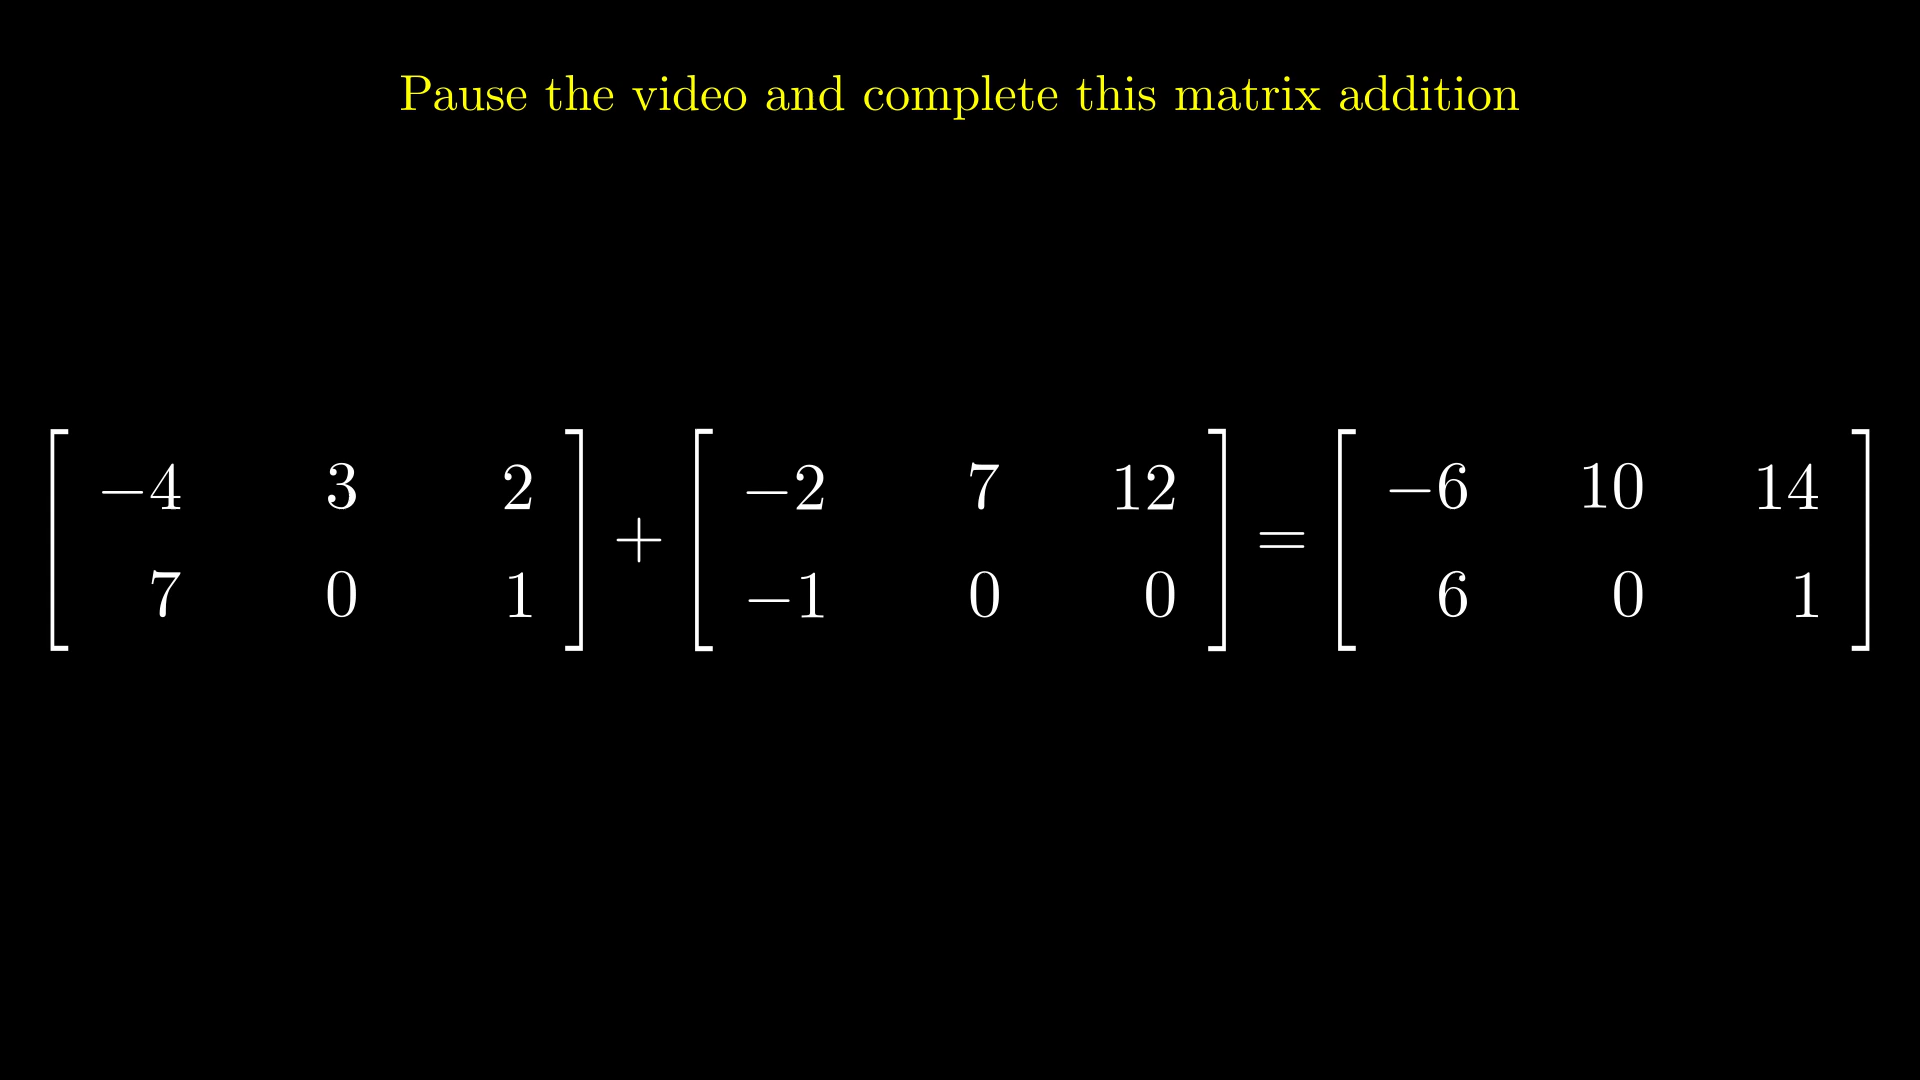 Pause the video and complete this matrix addition
[ −4 3 2 ] [ −2 7 12 ] [ −6 10 14 ]
+ =
[ 7 0 1 ] [ −1 0 0 ] [ 6 0 1 ]